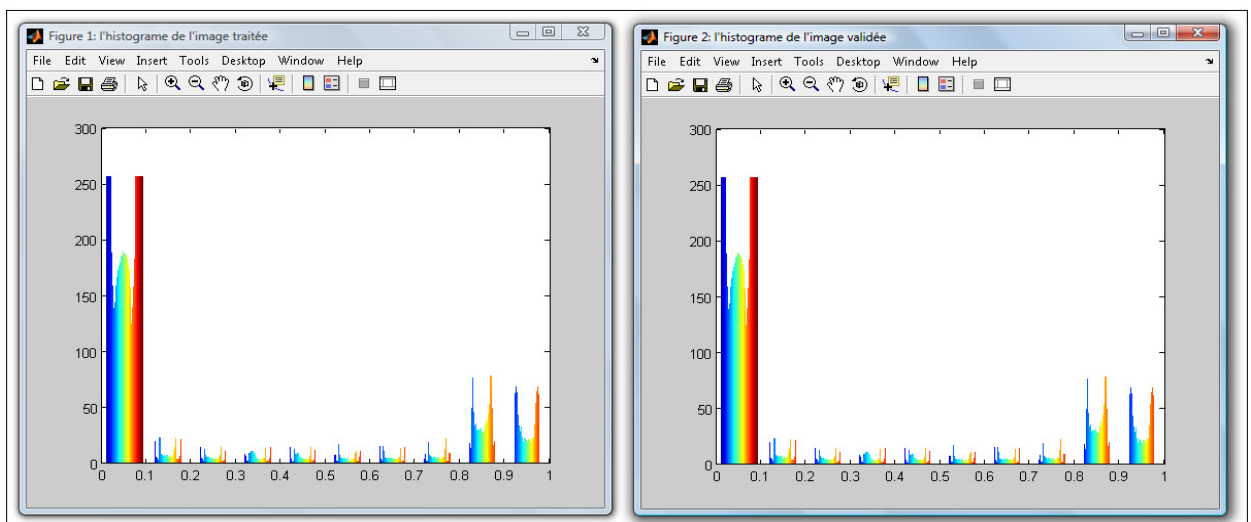 Figure 1: l'histograme de l'image traitée
File Edit View Insert Tools Desktop Window Help
300
250
200
150
100
50
0
0 0.1 0.2 0.3 0.4 0.5 0.6 0.7 0.8 0.9 1
Figure 2: l'histograme de l'image validée
File Edit View Insert Tools Desktop Window Help
300
250
200
150
100
50
0
0 0.1 0.2 0.3 0.4 0.5 0.6 0.7 0.8 0.9 1